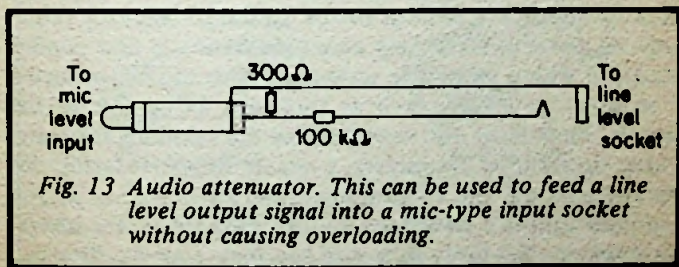 To
mic
level
input
300Ω
100 kΩ
To
line
level
socket
Fig. 13 Audio attenuator. This can be used to feed a line
level output signal into a mic-type input socket
without causing overloading.